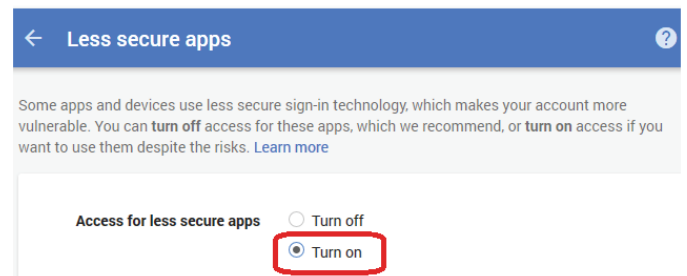 Less secure apps
Some apps and devices use less secure sign-in technology, which makes your account more
vulnerable. You can turn off access for these apps, which we recommend, or turn on access if you
want to use them despite the risks. Learn more
Access for less secure apps Turn off
Turn on